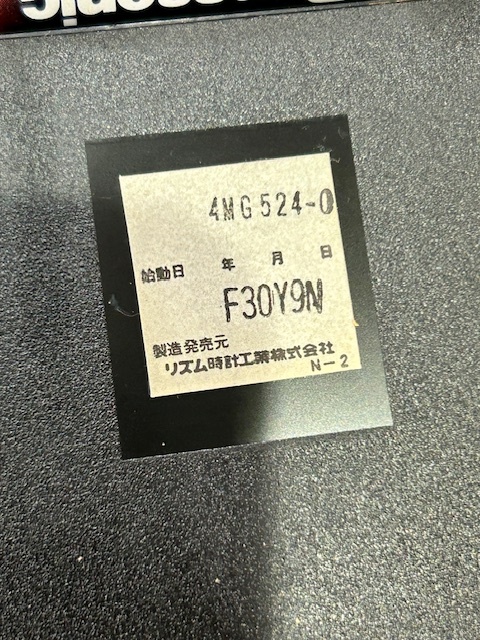 4MG524-0
始動日 年 月 日
F30Y9N
製造発売元
リズム時計工業株式会社
N-2